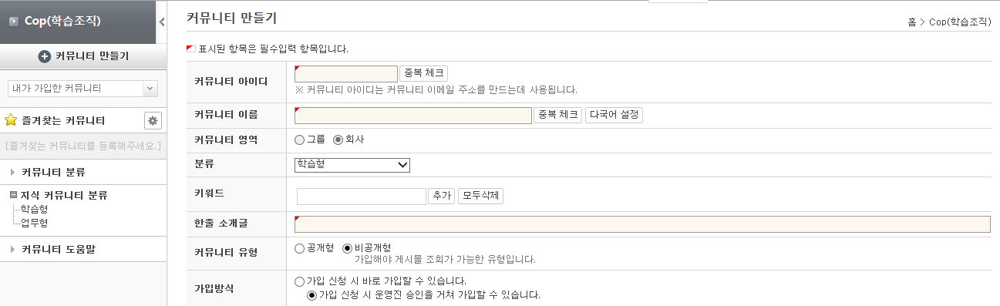 Cop(학습조직)
커뮤니티 만들기
내가 가입한 커뮤니티
즐겨찾는 커뮤니티
[즐겨찾는 커뮤니티를 등록해주세요.]
커뮤니티 분류
지식 커뮤니티 분류
학습형
업무형
커뮤니티 도움말
커뮤니티 만들기
홈 > Cop(학습조직)
표시된 항목은 필수입력 항목입니다.
커뮤니티 아이디 중복 체크
※ 커뮤니티 아이디는 커뮤니티 이메일 주소를 만드는데 사용됩니다.
커뮤니티 이름 중복 체크 다국어 설정
커뮤니티 영역 그룹 회사
분류 학습형
키워드 추가 모두삭제
한줄 소개글
커뮤니티 유형 공개형 비공개형
가입해야 게시물 조회가 가능한 유형입니다.
가입방식 가입 신청 시 바로 가입할 수 있습니다.
가입 신청 시 운영진 승인을 거쳐 가입할 수 있습니다.